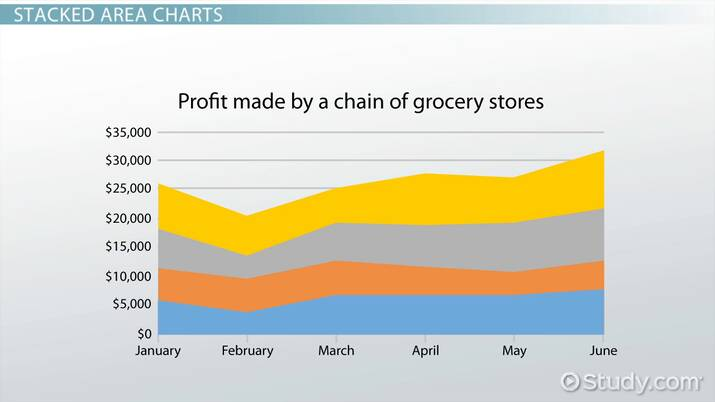 STACKED AREA CHARTS
Profit made by a chain of grocery stores
$35,000
$30,000
$25,000
$20,000
$15,000
$10,000
$5,000
$0
January February March April May June
Study.com